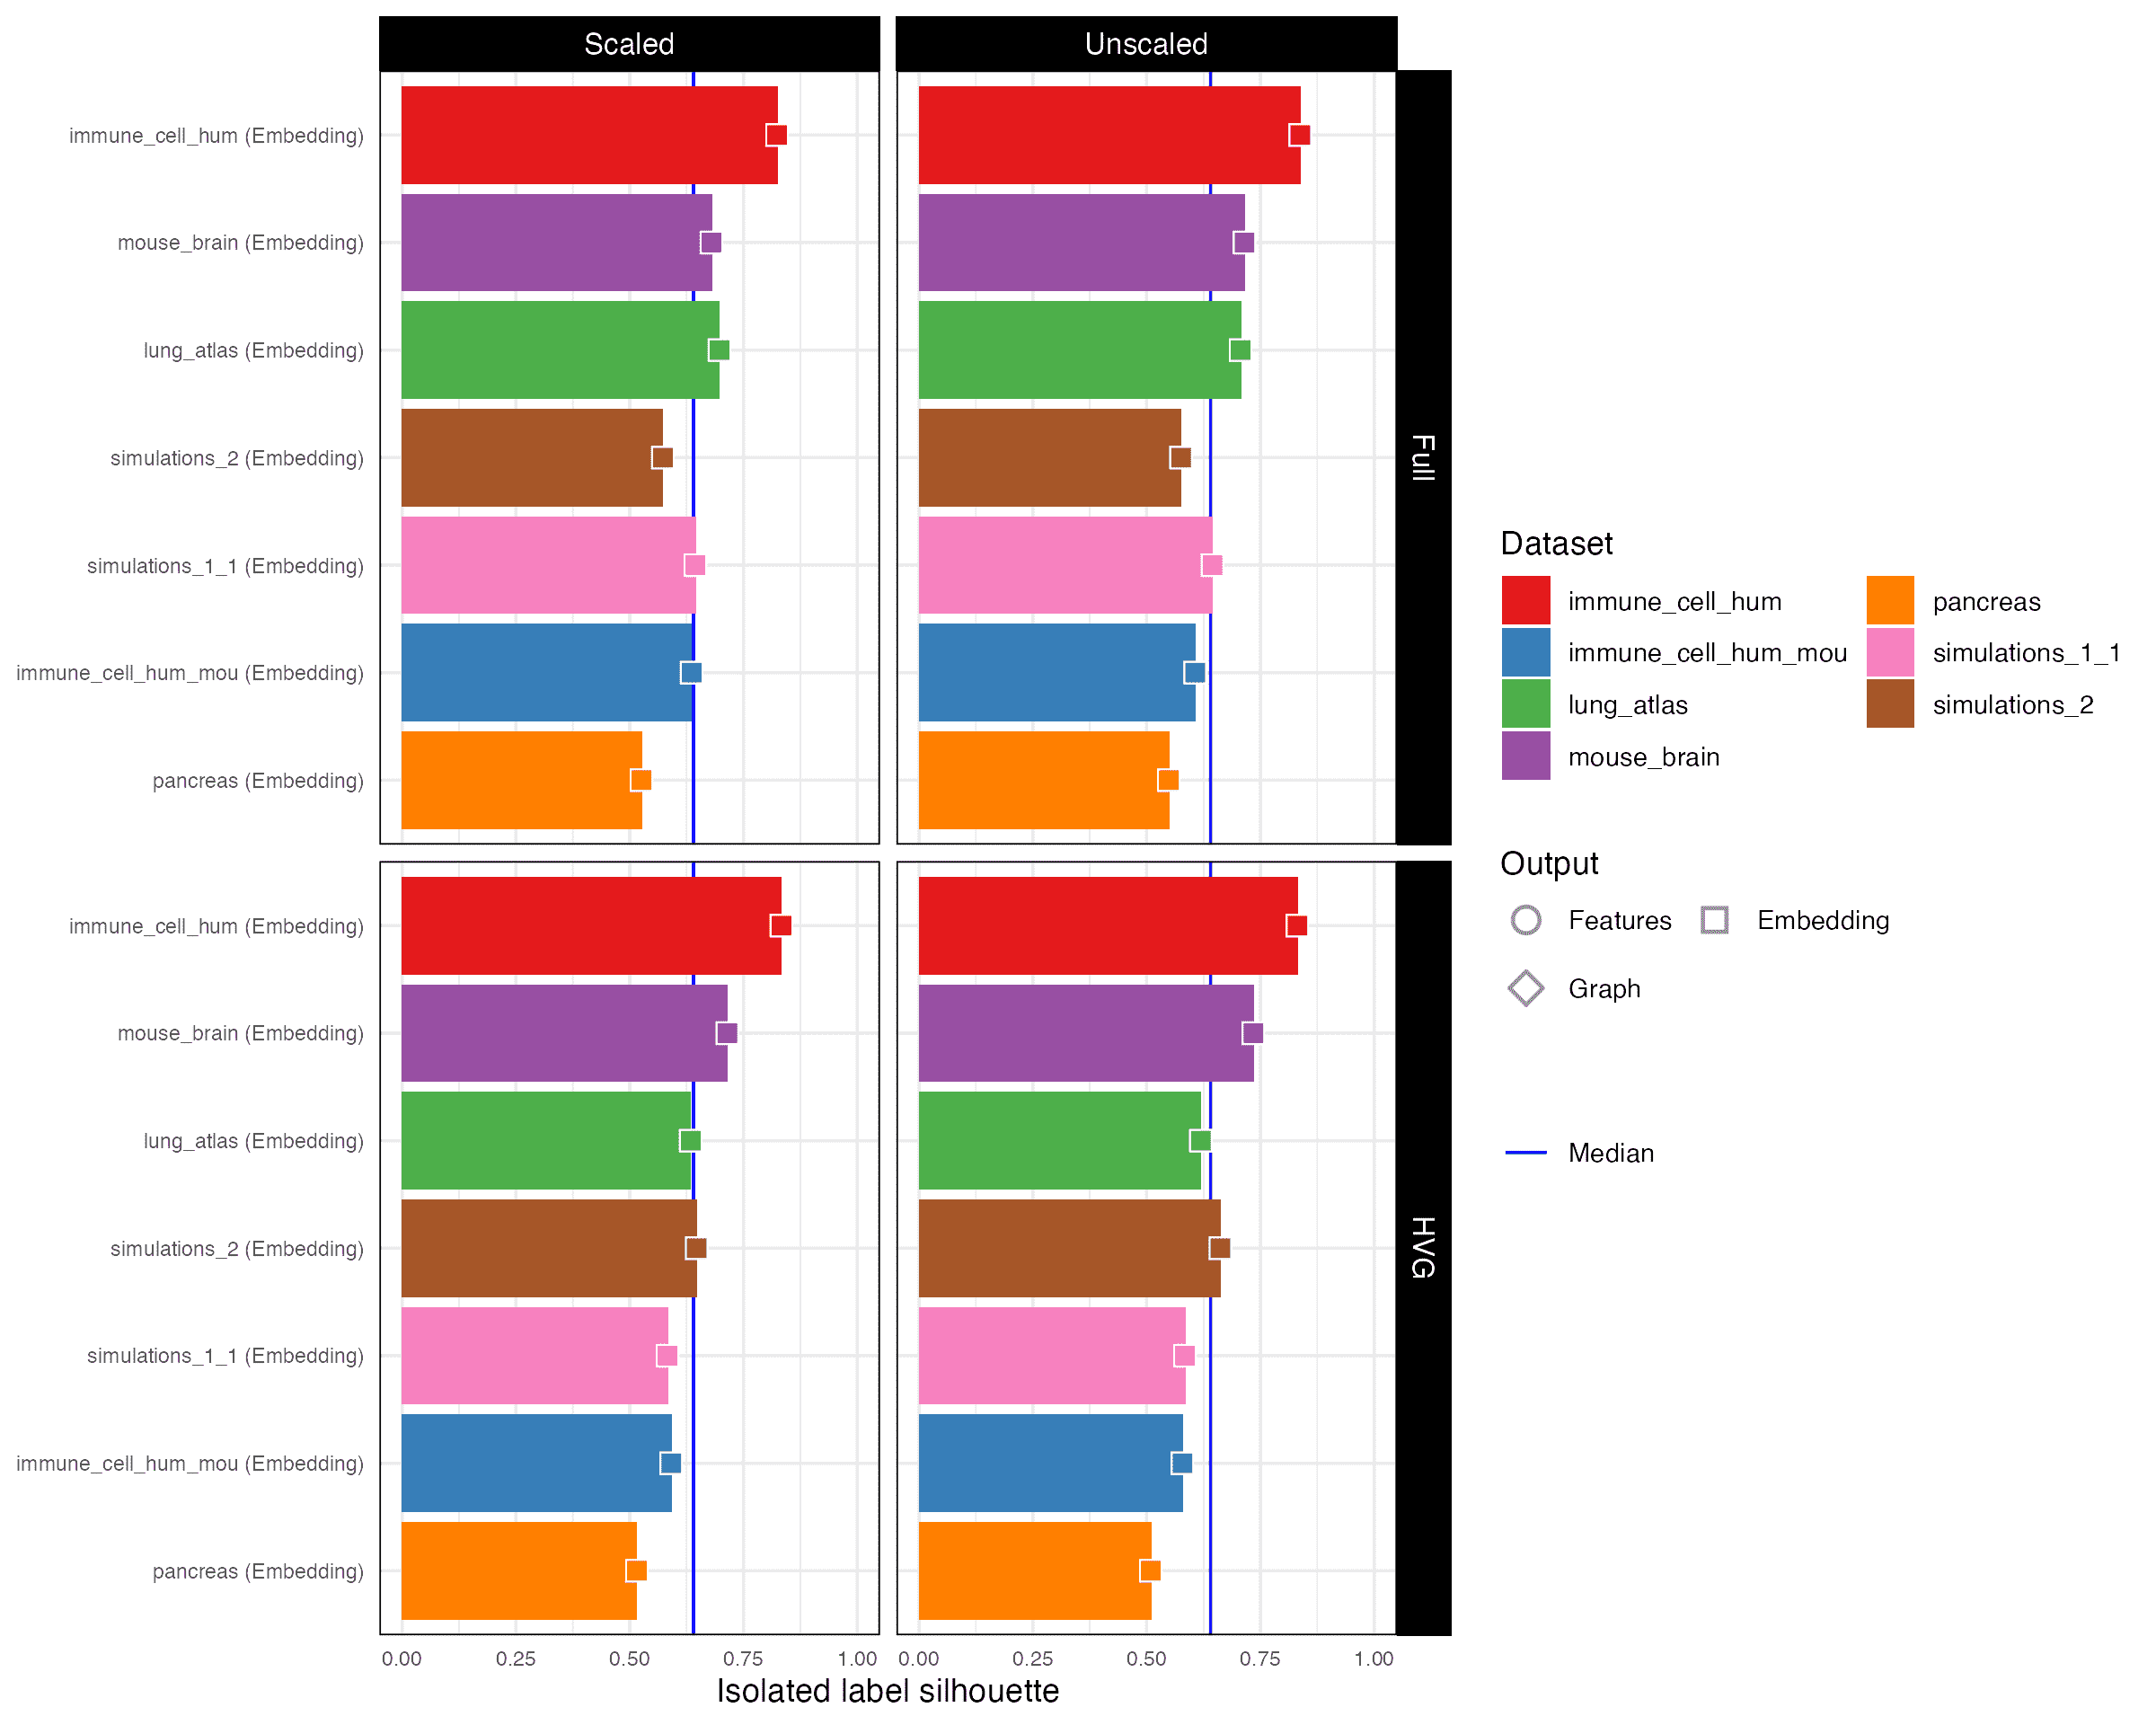 Scaled
Unscaled
immune_cell_hum (Embedding)
mouse_brain (Embedding)
lung_atlas (Embedding)
simulations_2 (Embedding)
simulations_1_1 (Embedding)
immune_cell_hum_mou (Embedding)
pancreas (Embedding)
Full
immune_cell_hum (Embedding)
mouse_brain (Embedding)
lung_atlas (Embedding)
simulations_2 (Embedding)
simulations_1_1 (Embedding)
immune_cell_hum_mou (Embedding)
pancreas (Embedding)
HVG
0.00 0.25 0.50 0.75 1.00
0.00 0.25 0.50 0.75 1.00
Isolated label silhouette
Dataset
immune_cell_hum
immune_cell_hum_mou
lung_atlas
mouse_brain
pancreas
simulations_1_1
simulations_2
Output
Features
Embedding
Graph
Median